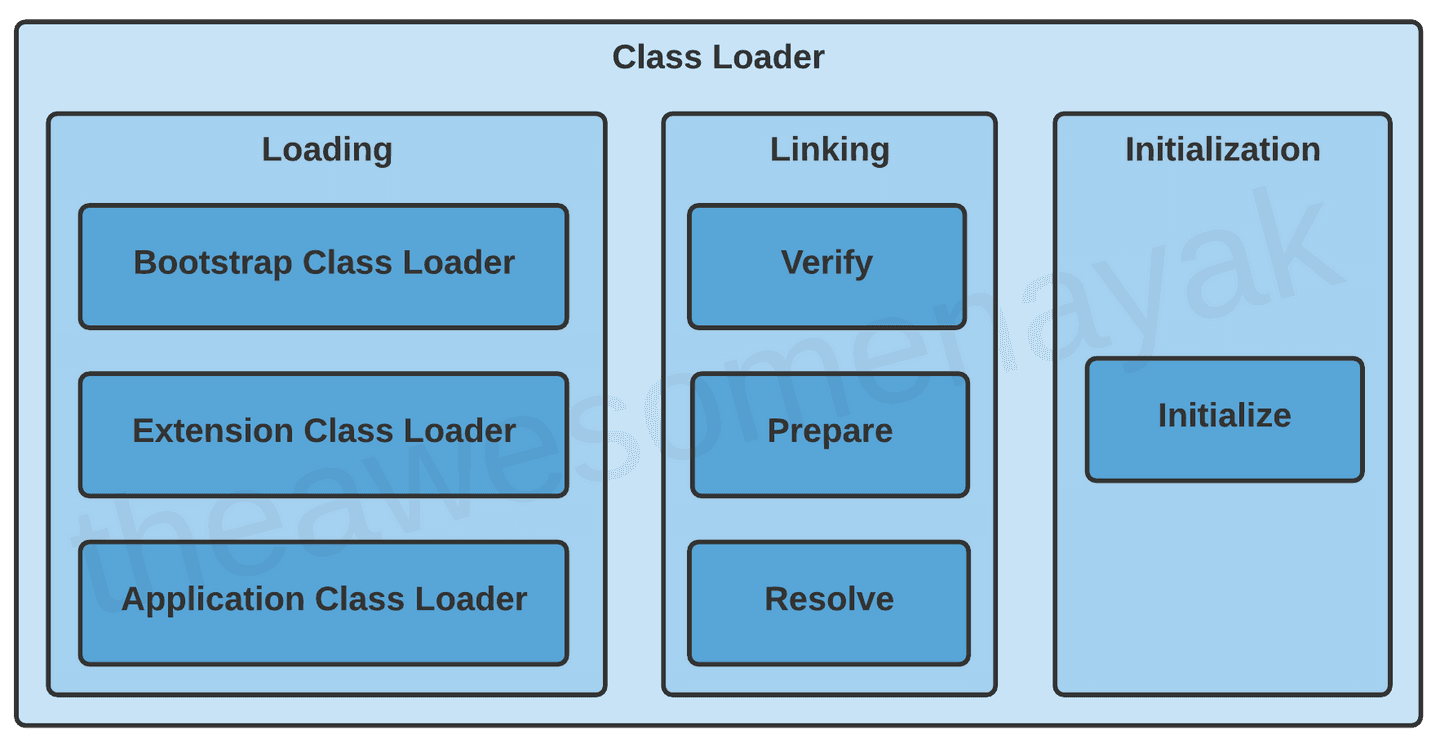 Class Loader
Loading
Bootstrap Class Loader
Extension Class Loader
Application Class Loader
Linking
Verify
Prepare
Resolve
Initialization
Initialize
theawesomenayak